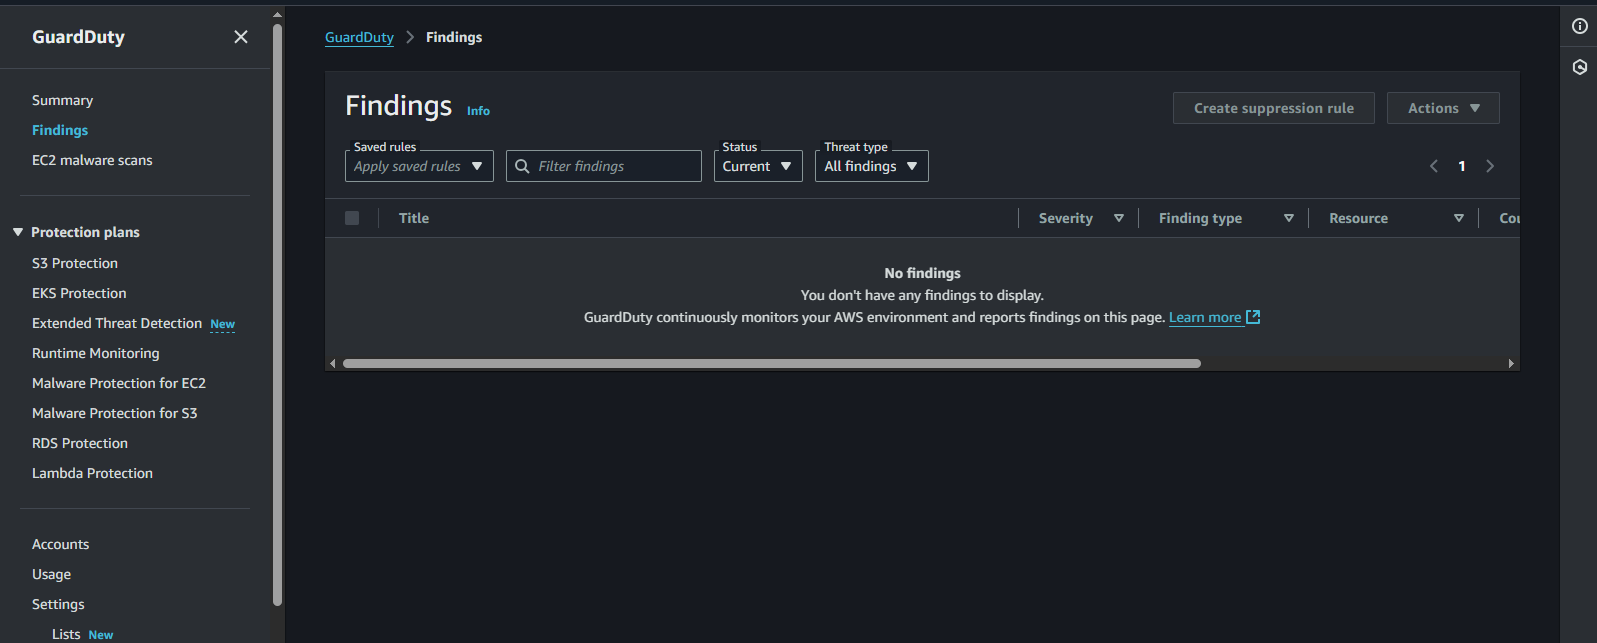 GuardDuty
Summary
Findings
EC2 malware scans
Protection plans
S3 Protection
EKS Protection
Extended Threat Detection New
Runtime Monitoring
Malware Protection for EC2
Malware Protection for S3
RDS Protection
Lambda Protection
Accounts
Usage
Settings
Lists New
GuardDuty > Findings
Findings Info
Create suppression rule
Actions
Saved rules
Apply saved rules
Filter findings
Status
Current
Threat type
All findings
1
Title Severity Finding type Resource Cou
No findings
You don't have any findings to display.
GuardDuty continuously monitors your AWS environment and reports findings on this page. Learn more